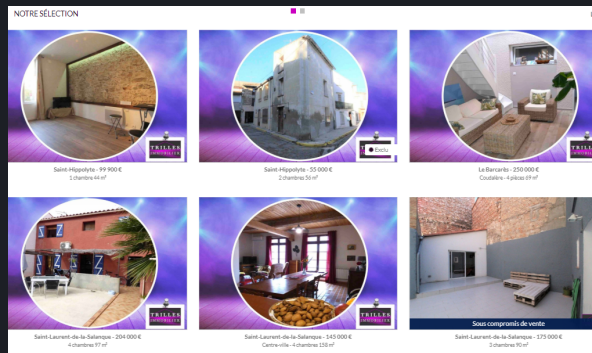 NOTRE SÉLECTION
TRILLES
IMMOBILIER
Exclu
Saint-Hippolyte - 99 900 €
1 chambre 44 m²
Saint-Hippolyte - 55 000 €
2 chambres 56 m²
Le Barcarès - 250 000 €
Coudalère - 4 pièces 69 m²
TRILLES
IMMOBILIER
TRILLES
IMMOBILIER
Sous compromis de vente
Saint-Laurent-de-la-Salanque - 204 000 €
4 chambres 97 m²
Saint-Laurent-de-la-Salanque - 145 000 €
Centre-ville - 4 chambres 158 m²
Saint-Laurent-de-la-Salanque - 175 000 €
3 chambres 90 m²